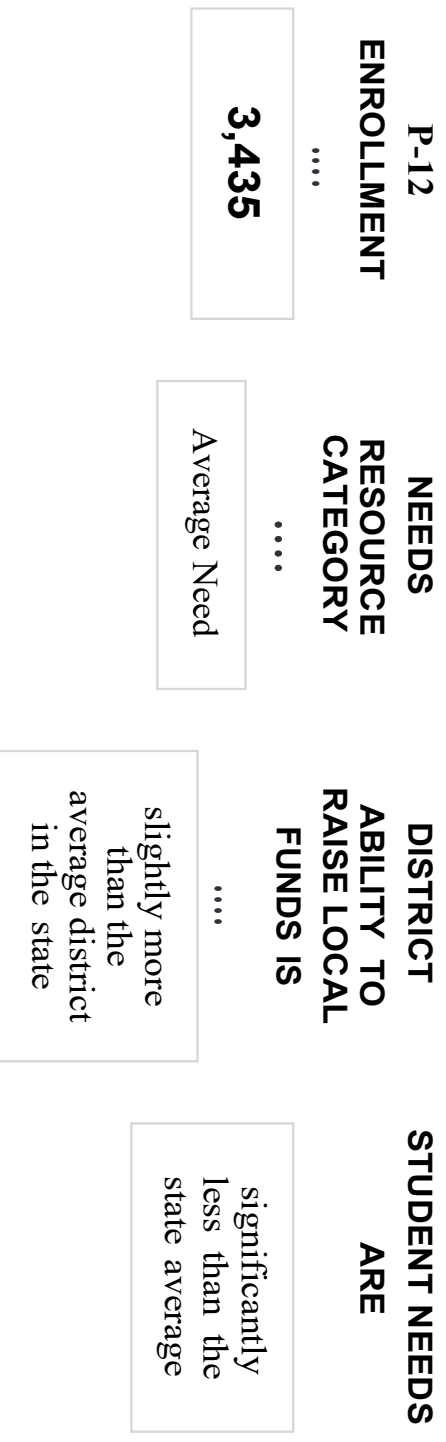 P-12
ENROLLMENT
....
3,435
NEEDS
RESOURCE
CATEGORY
....
Average Need
DISTRICT
ABILITY TO
RAISE LOCAL
FUNDS IS
....
slightly more
than the
average district
in the state
STUDENT NEEDS
ARE
significantly
less than the
state average